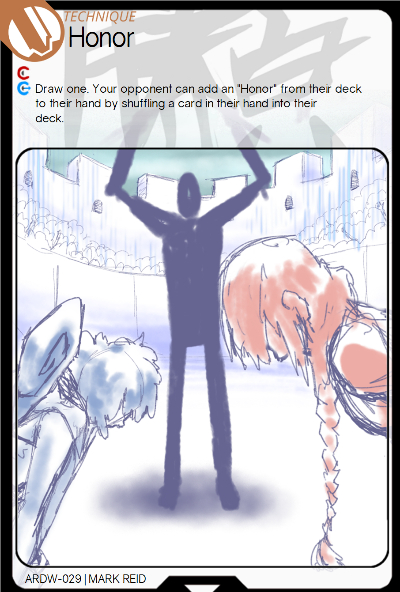 TECHNIQUE
Honor
C
C Draw one. Your opponent can add an "Honor" from their deck
to their hand by shuffling a card in their hand into their
deck.
ARDW-029 | MARK REID